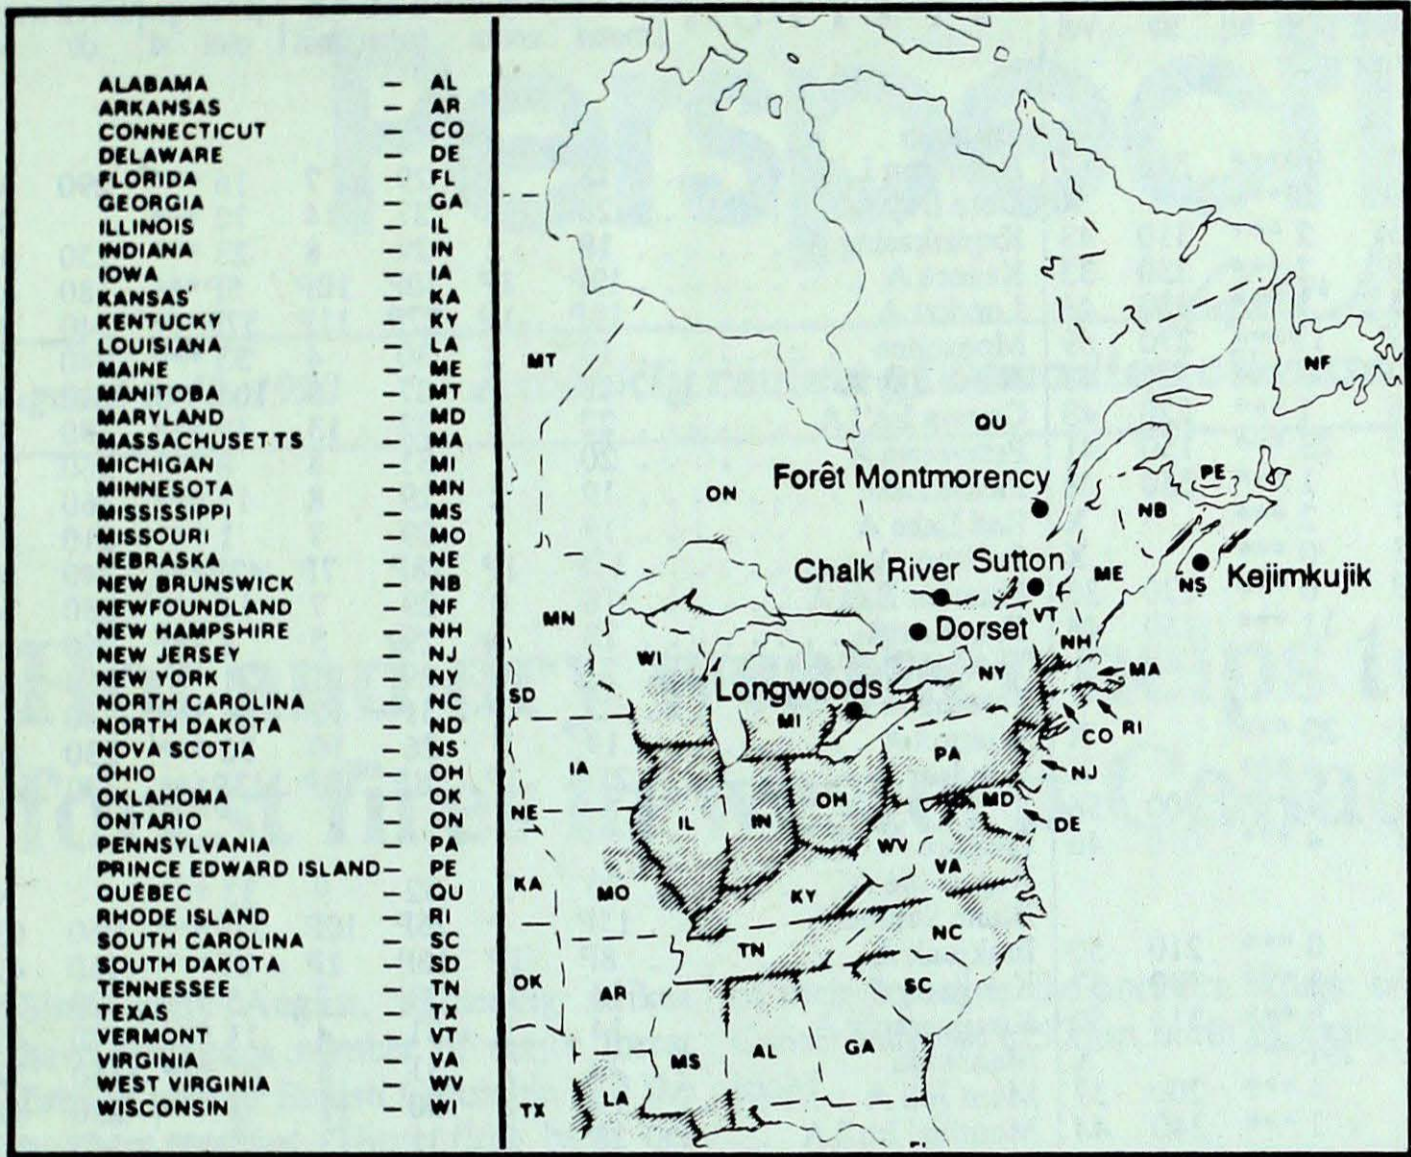 ALABAMA – AL
ARKANSAS – AR
CONNECTICUT – CO
DELAWARE – DE
FLORIDA – FL
GEORGIA – GA
ILLINOIS – IL
INDIANA – IN
IOWA – IA
KANSAS – KA
KENTUCKY – KY
LOUISIANA – LA
MAINE – ME
MANITOBA – MT
MARYLAND – MD
MASSACHUSETTS – MA
MICHIGAN – MI
MINNESOTA – MN
MISSISSIPPI – MS
MISSOURI – MO
NEBRASKA – NE
NEW BRUNSWICK – NB
NEWFOUNDLAND – NF
NEW HAMPSHIRE – NH
NEW JERSEY – NJ
NEW YORK – NY
NORTH CAROLINA – NC
NORTH DAKOTA – ND
NOVA SCOTIA – NS
OHIO – OH
OKLAHOMA – OK
ONTARIO – ON
PENNSYLVANIA – PA
PRINCE EDWARD ISLAND – PE
QUÉBEC – QU
RHODE ISLAND – RI
SOUTH CAROLINA – SC
SOUTH DAKOTA – SD
TENNESSEE – TN
TEXAS – TX
VERMONT – VT
VIRGINIA – VA
WEST VIRGINIA – WV
WISCONSIN – WI
MT
NF
QU
Forêt Montmorency
PE
ON
NB
Chalk River
Sutton
ME
NS
Kejimkujik
MN
VT
Dorset
NH
WI
NY
MA
SD
Longwoods
MI
CO
RI
IA
PA
NJ
NE
IL
IN
OH
MD
DE
WV
VA
KA
MO
KY
TN
NC
OK
AR
SC
MS
AL
GA
LA
TX